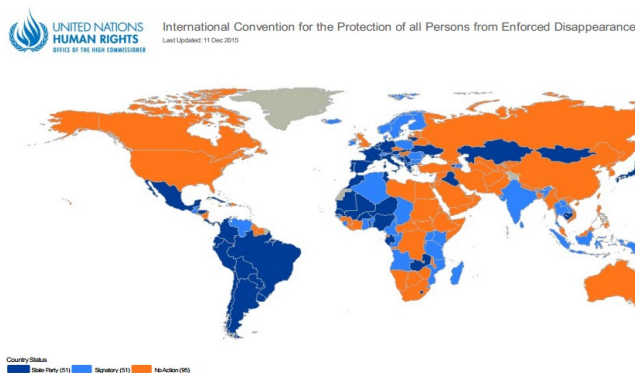 UNITED NATIONS
HUMAN RIGHTS
OFFICE OF THE HIGH COMMISSIONER
International Convention for the Protection of all Persons from Enforced Disappearance
Last Updated: 11 Dec 2015
Country Status
State Party (51) Signatory (51) No Action (95)